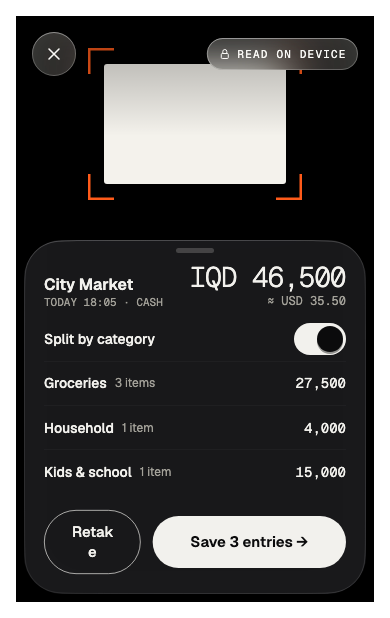 READ ON DEVICE
City Market
IQD 46,500
TODAY 18:05 · CASH
≈ USD 35.50
Split by category
Groceries 3 items 27,500
Household 1 item 4,000
Kids & school 1 item 15,000
Retak
e
Save 3 entries →